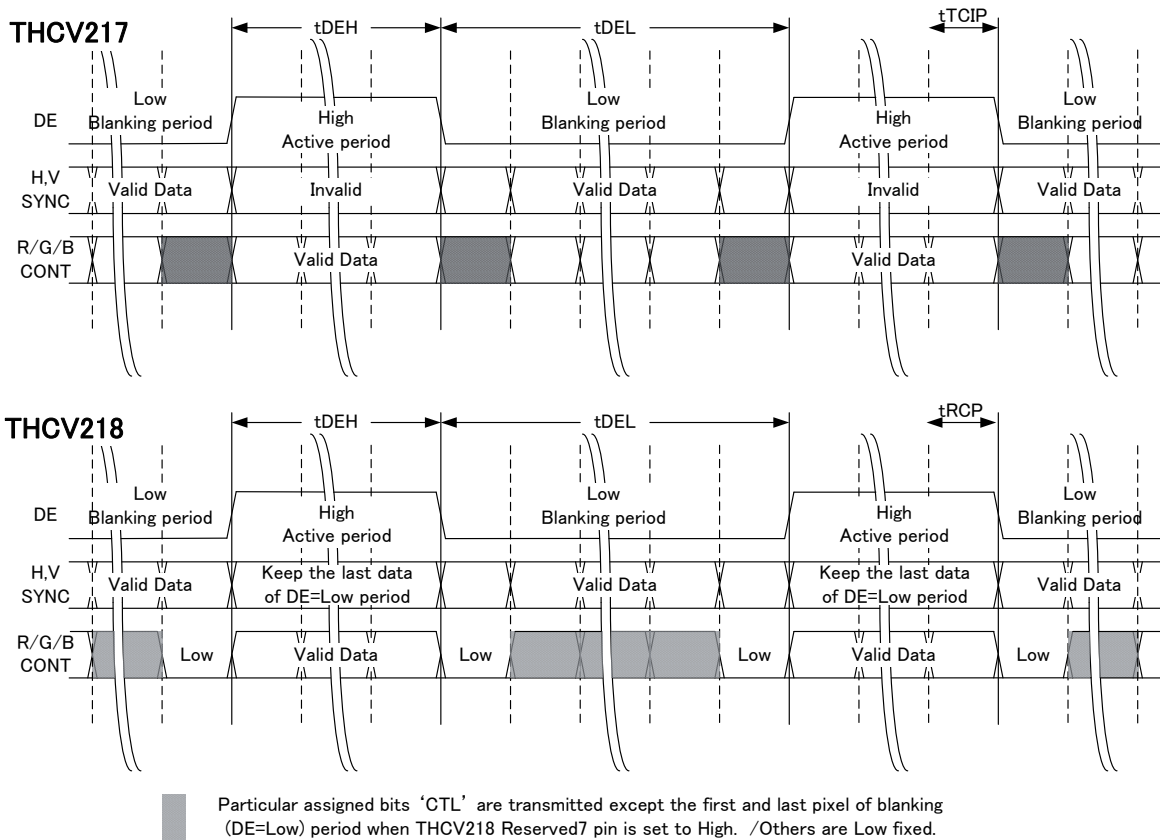 THCV217
tDEH
tDEL
tTCIP
DE
Low
Blanking period
High
Active period
Low
Blanking period
High
Active period
Low
Blanking period
H,V
SYNC
Valid Data
Invalid
Valid Data
Invalid
Valid Data
R/G/B
CONT
Valid Data
Valid Data
THCV218
tDEH
tDEL
tRCP
DE
Low
Blanking period
High
Active period
Low
Blanking period
High
Active period
Low
Blanking period
H,V
SYNC
Valid Data
Keep the last data
of DE=Low period
Valid Data
Keep the last data
of DE=Low period
Valid Data
R/G/B
CONT
Low
Valid Data
Low
Low
Valid Data
Low
Particular assigned bits ‘CTL’ are transmitted except the first and last pixel of blanking
(DE=Low) period when THCV218 Reserved7 pin is set to High. /Others are Low fixed.